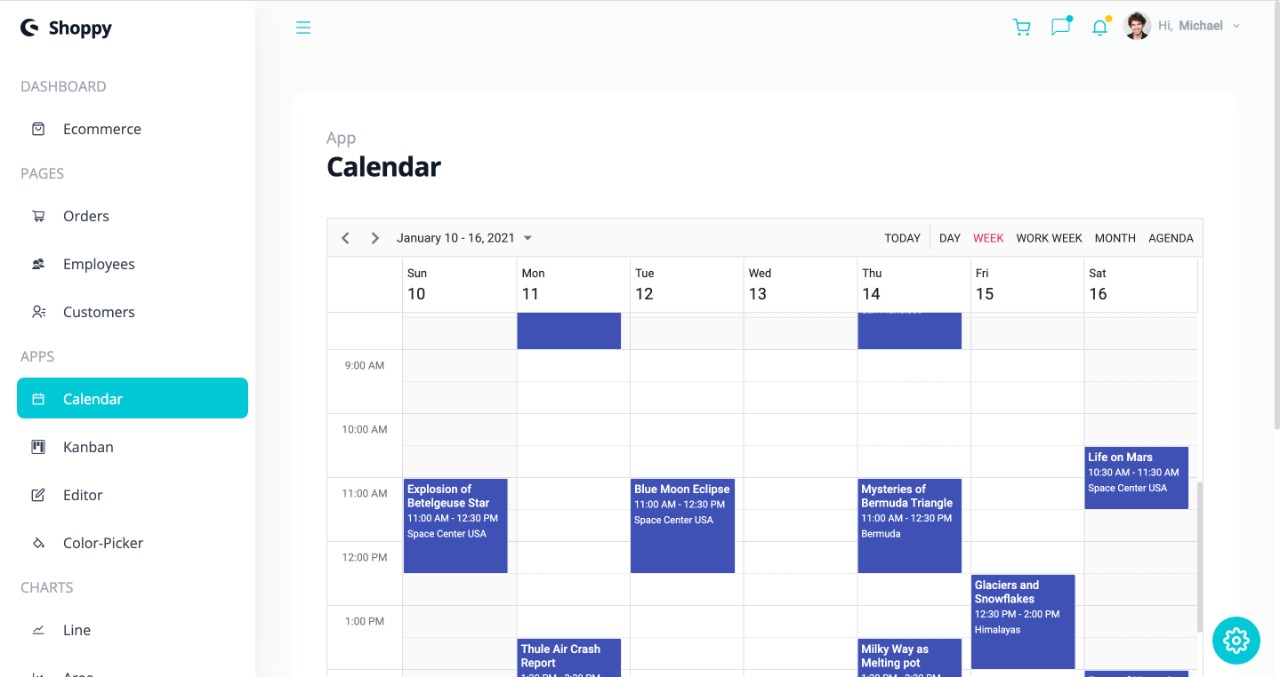 Shoppy
Hi, Michael
DASHBOARD
Ecommerce
PAGES
Orders
Employees
Customers
APPS
Calendar
Kanban
Editor
Color-Picker
CHARTS
Line
Area
App
Calendar
January 10 - 16, 2021
TODAY DAY WEEK WORK WEEK MONTH AGENDA
Sun Mon Tue Wed Thu Fri Sat
10 11 12 13 14 15 16
9:00 AM
10:00 AM
11:00 AM
12:00 PM
1:00 PM
Explosion of
Betelgeuse Star
11:00 AM - 12:30 PM
Space Center USA
Thule Air Crash
Report
Blue Moon Eclipse
11:00 AM - 12:30 PM
Space Center USA
Mysteries of
Bermuda Triangle
11:00 AM - 12:30 PM
Bermuda
Milky Way as
Melting pot
Glaciers and
Snowflakes
12:30 PM - 2:00 PM
Himalayas
Life on Mars
10:30 AM - 11:30 AM
Space Center USA